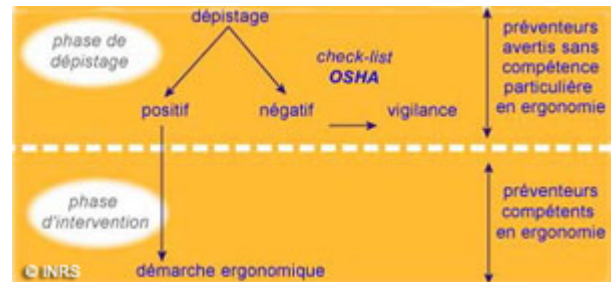 dépistage
phase de
dépistage
check-list
OSHA
préventeurs
avertis sans
compétence
particulière
en ergonomie
positif
négatif
vigilance
phase
d'intervention
préventeurs
compétents
en ergonomie
démarche ergonomique
© INRS